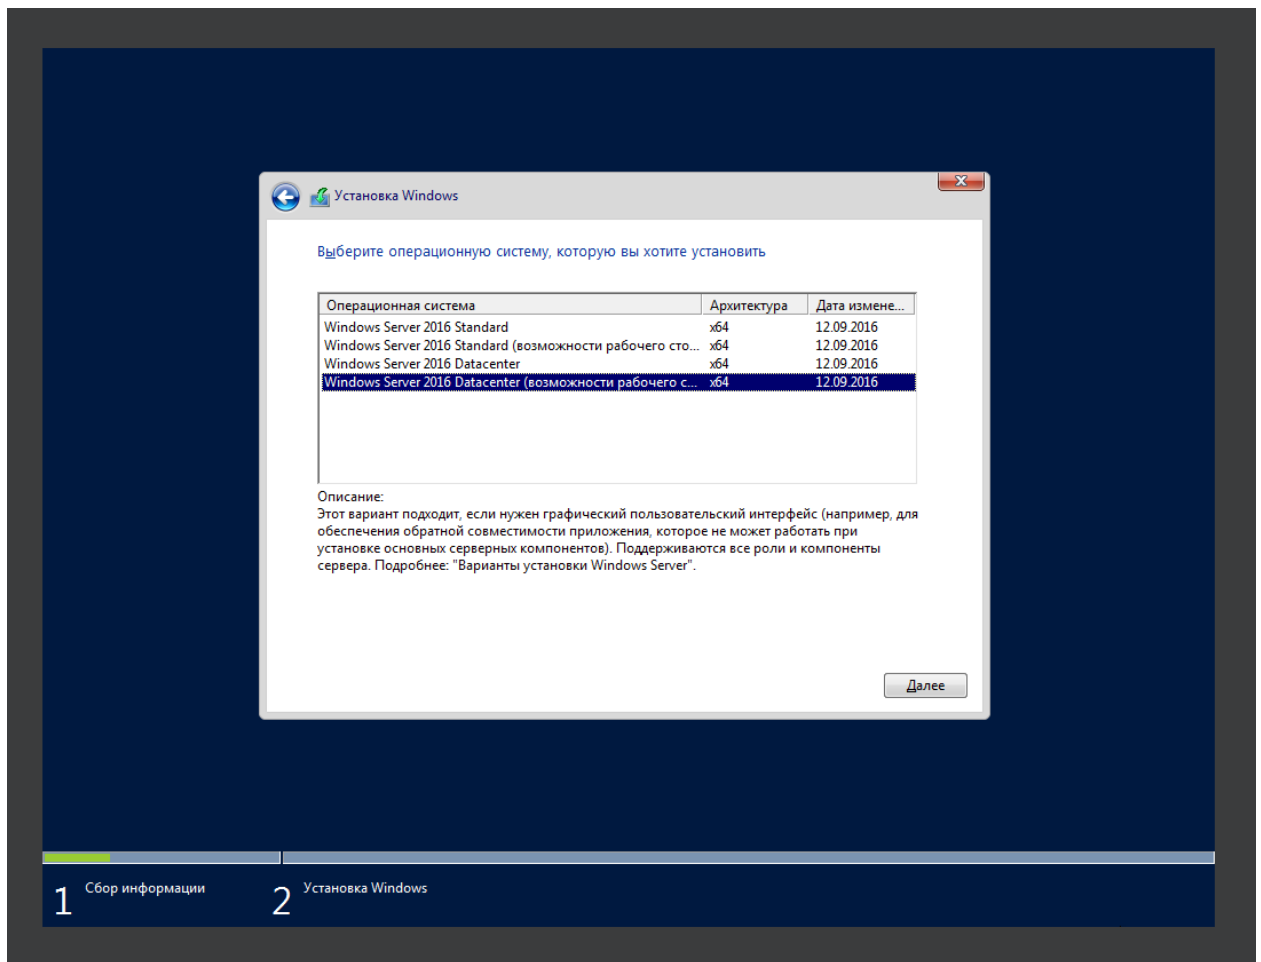 Установка Windows
Выберите операционную систему, которую вы хотите установить
Операционная система Архитектура Дата измене...
Windows Server 2016 Standard x64 12.09.2016
Windows Server 2016 Standard (возможности рабочего сто... x64 12.09.2016
Windows Server 2016 Datacenter x64 12.09.2016
Windows Server 2016 Datacenter (возможности рабочего с... x64 12.09.2016
Описание:
Этот вариант подходит, если нужен графический пользовательский интерфейс (например, для
обеспечения обратной совместимости приложения, которое не может работать при
установке основных серверных компонентов). Поддерживаются все роли и компоненты
сервера. Подробнее: "Варианты установки Windows Server".
Далее
1 Сбор информации 2 Установка Windows